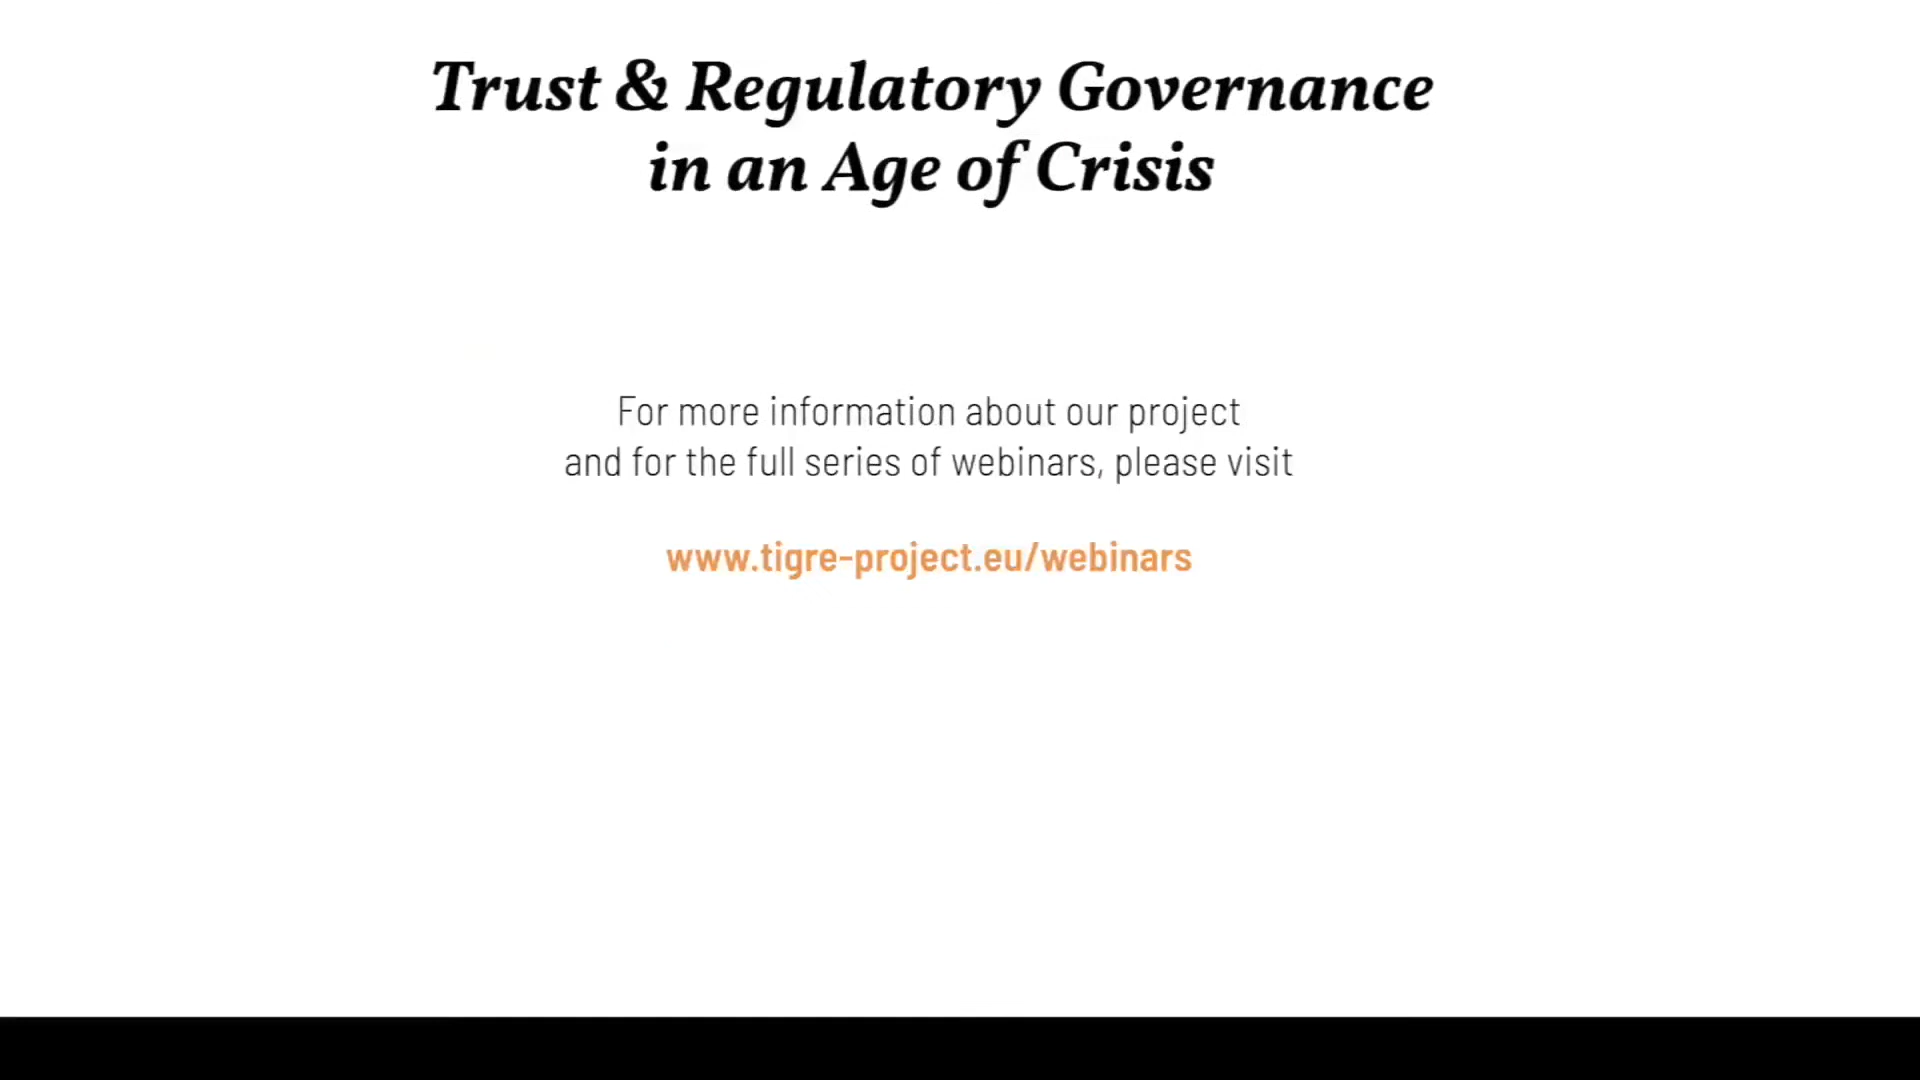 Trust & Regulatory Governance
in an Age of Crisis
For more information about our project
and for the full series of webinars, please visit
www.tigre-project.eu/webinars